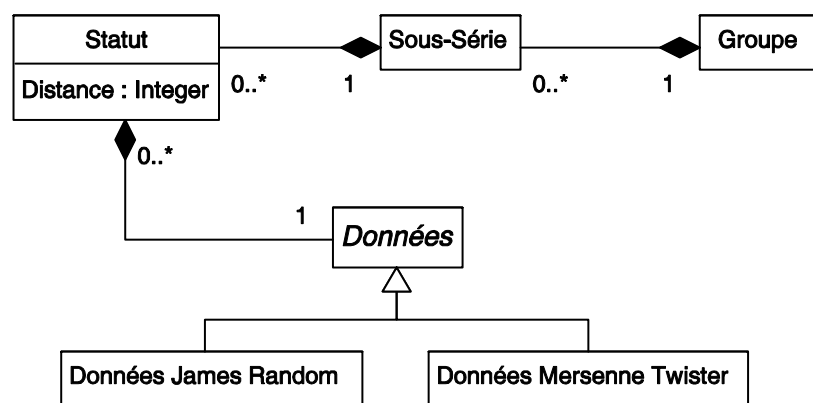 Statut
Sous-Série
Groupe
Distance : Integer
0..*
1
0..*
1
0..*
1
Données
Données James Random
Données Mersenne Twister